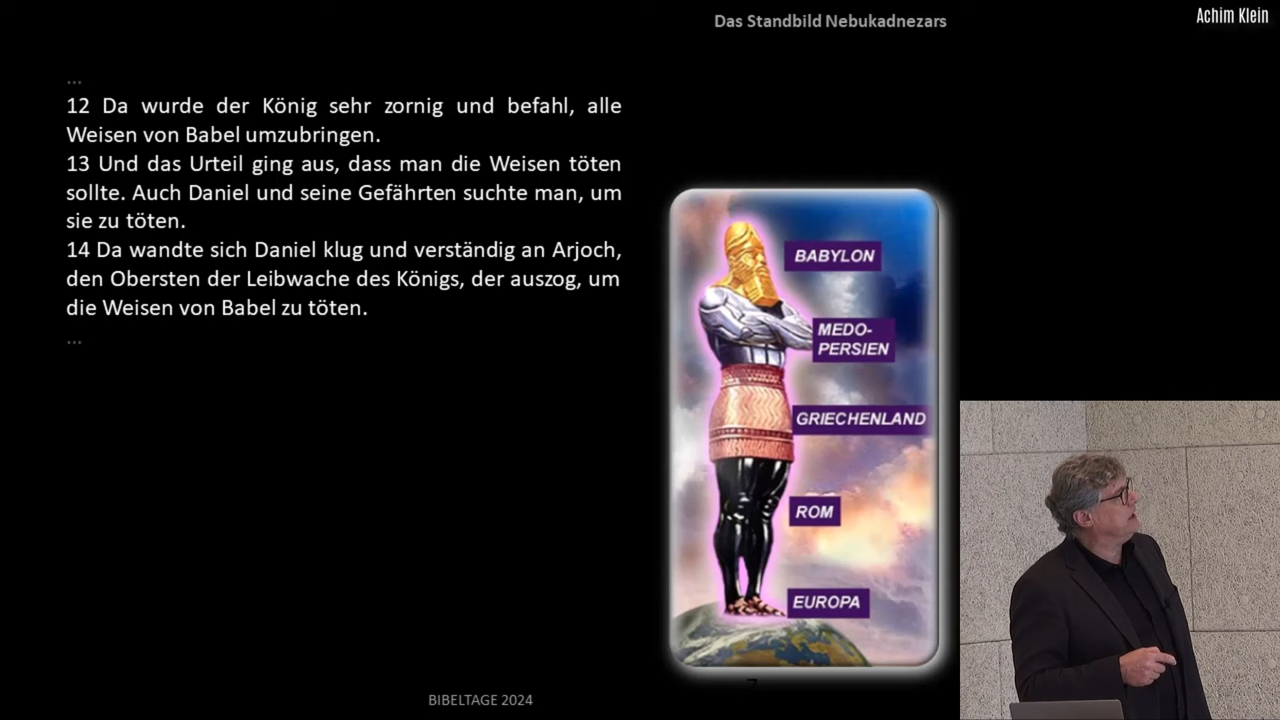 Das Standbild Nebukadnezars
Achim Klein
...
12 Da wurde der König sehr zornig und befahl, alle
Weisen von Babel umzubringen.
13 Und das Urteil ging aus, dass man die Weisen töten
sollte. Auch Daniel und seine Gefährten suchte man, um
sie zu töten.
14 Da wandte sich Daniel klug und verständig an Arjoch,
den Obersten der Leibwache des Königs, der auszog, um
die Weisen von Babel zu töten.
...
BABYLON
MEDO-
PERSIEN
GRIECHENLAND
ROM
EUROPA
BIBELTAGE 2024